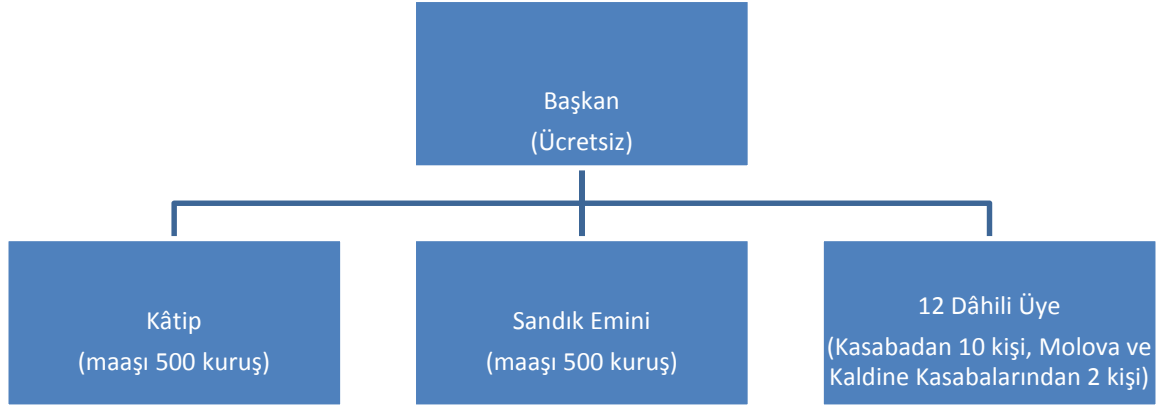 Başkan
(Ücretsiz)
Kâtip
(maaşı 500 kuruş)
Sandık Emini
(maaşı 500 kuruş)
12 Dâhili Üye
(Kasabadan 10 kişi, Molova ve
Kaldine Kasabalarından 2 kişi)